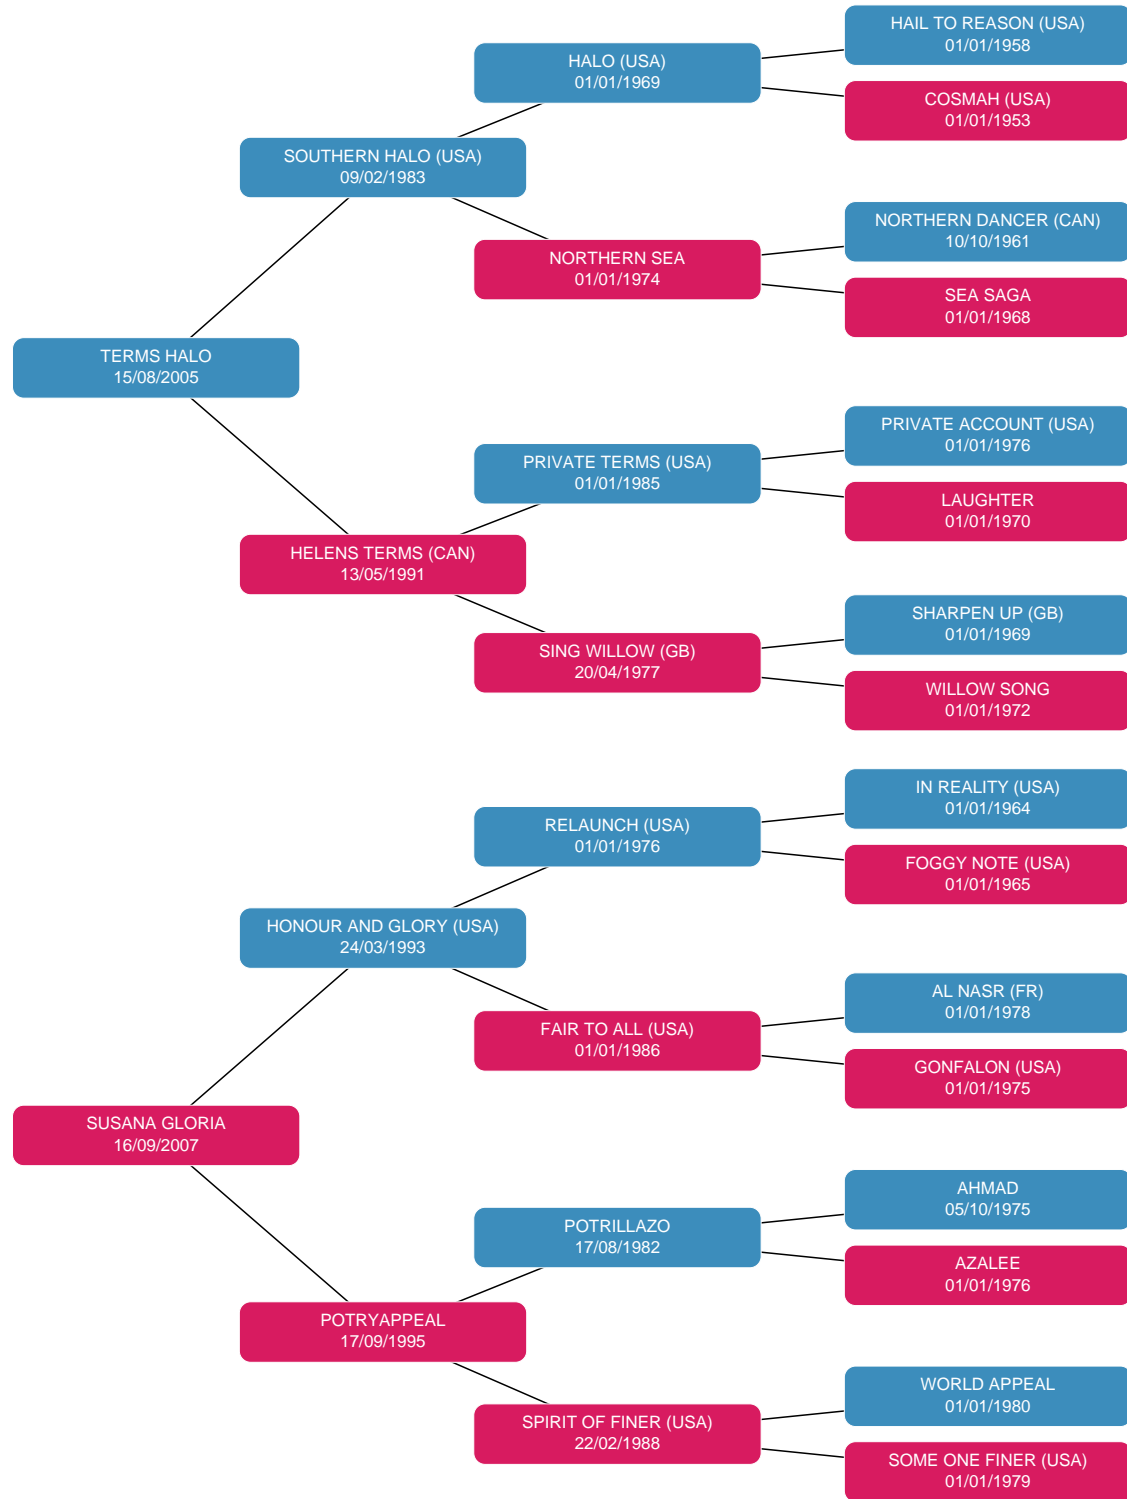 HAIL TO REASON (USA)
01/01/1958
HALO (USA)
01/01/1969
COSMAH (USA)
01/01/1953
SOUTHERN HALO (USA)
09/02/1983
NORTHERN DANCER (CAN)
10/10/1961
NORTHERN SEA
01/01/1974
SEA SAGA
01/01/1968
TERMS HALO
15/08/2005
PRIVATE ACCOUNT (USA)
01/01/1976
PRIVATE TERMS (USA)
01/01/1985
LAUGHTER
01/01/1970
HELENS TERMS (CAN)
13/05/1991
SHARPEN UP (GB)
01/01/1969
SING WILLOW (GB)
20/04/1977
WILLOW SONG
01/01/1972
IN REALITY (USA)
01/01/1964
RELAUNCH (USA)
01/01/1976
FOGGY NOTE (USA)
01/01/1965
HONOUR AND GLORY (USA)
24/03/1993
AL NASR (FR)
01/01/1978
FAIR TO ALL (USA)
01/01/1986
GONFALON (USA)
01/01/1975
SUSANA GLORIA
16/09/2007
AHMAD
05/10/1975
POTRILLAZO
17/08/1982
AZALEE
01/01/1976
POTRYAPPEAL
17/09/1995
WORLD APPEAL
01/01/1980
SPIRIT OF FINER (USA)
22/02/1988
SOME ONE FINER (USA)
01/01/1979